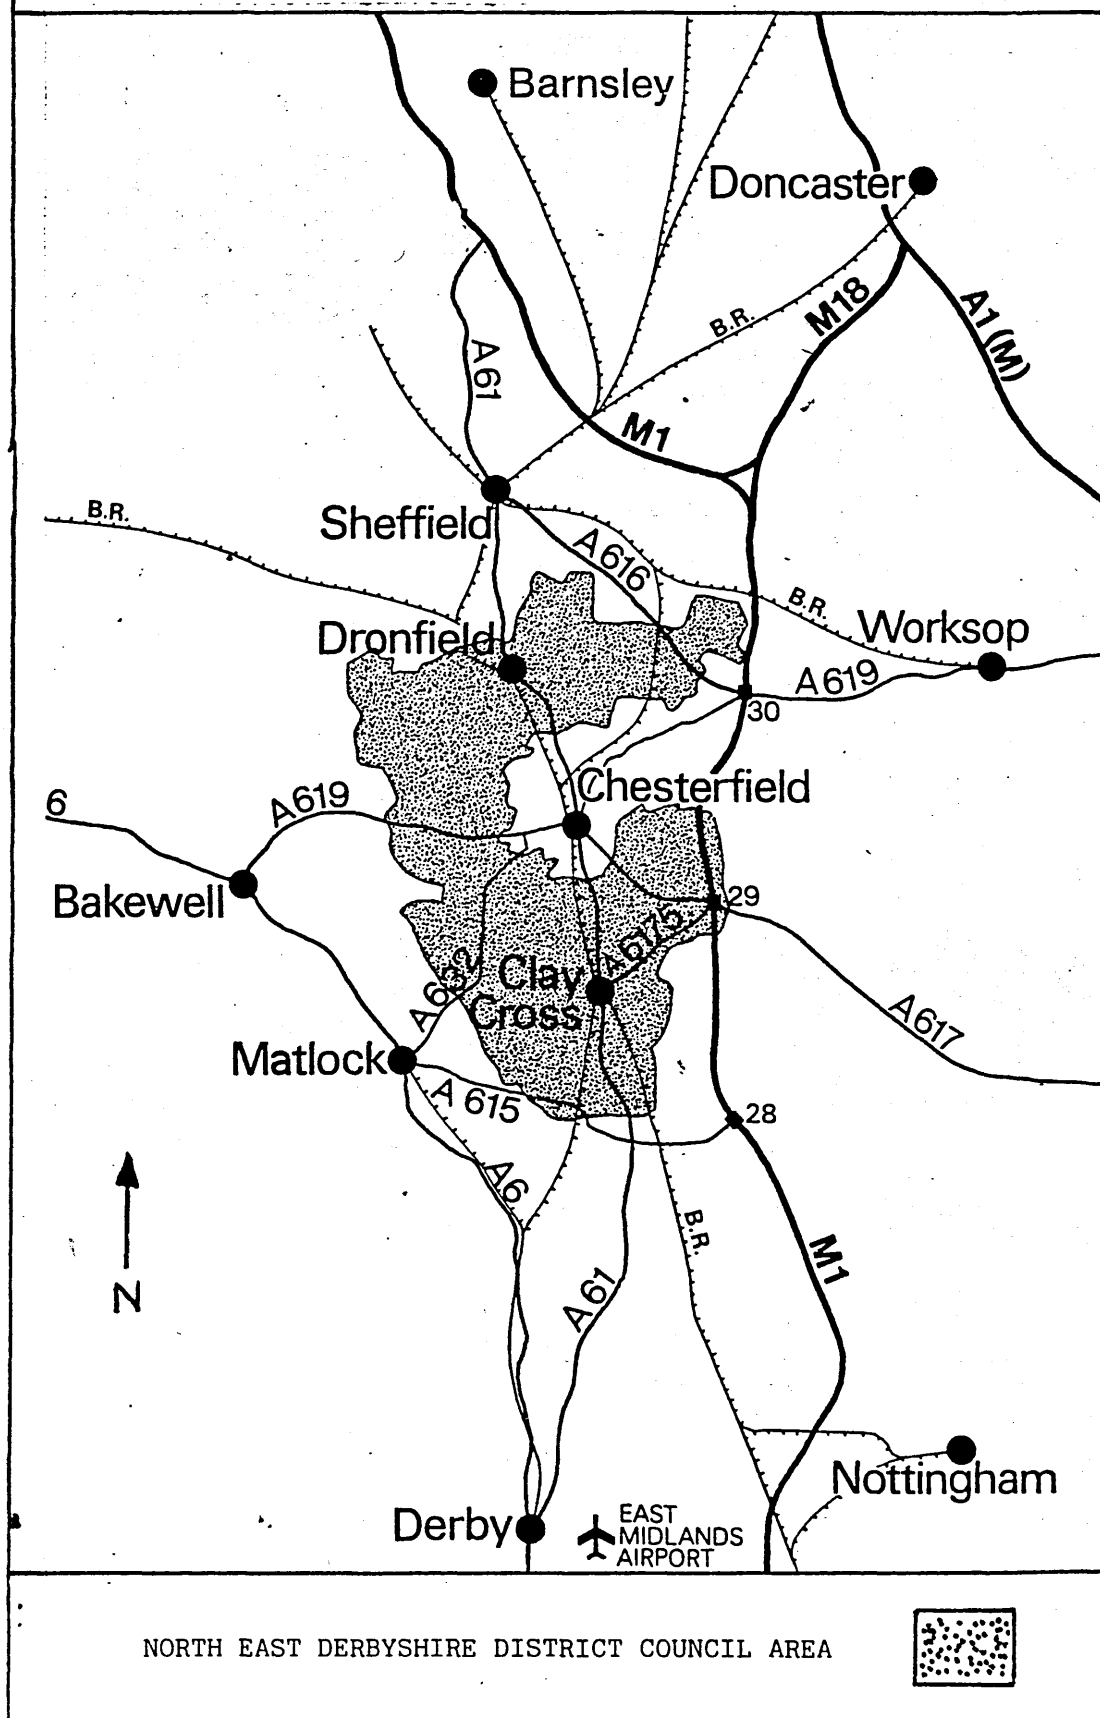 Barnsley
Doncaster
B.R.
M18
A1(M)
A61
M1
Sheffield
B.R.
A616
B.R.
Worksop
Dronfield
A619
30
Chesterfield
6
A619
Bakewell
29
A6175
A632
Clay
Cross
A617
Matlock
A 615
28
A6
B.R.
M1
N
A61
Nottingham
Derby
EAST
MIDLANDS
AIRPORT
NORTH EAST DERBYSHIRE DISTRICT COUNCIL AREA